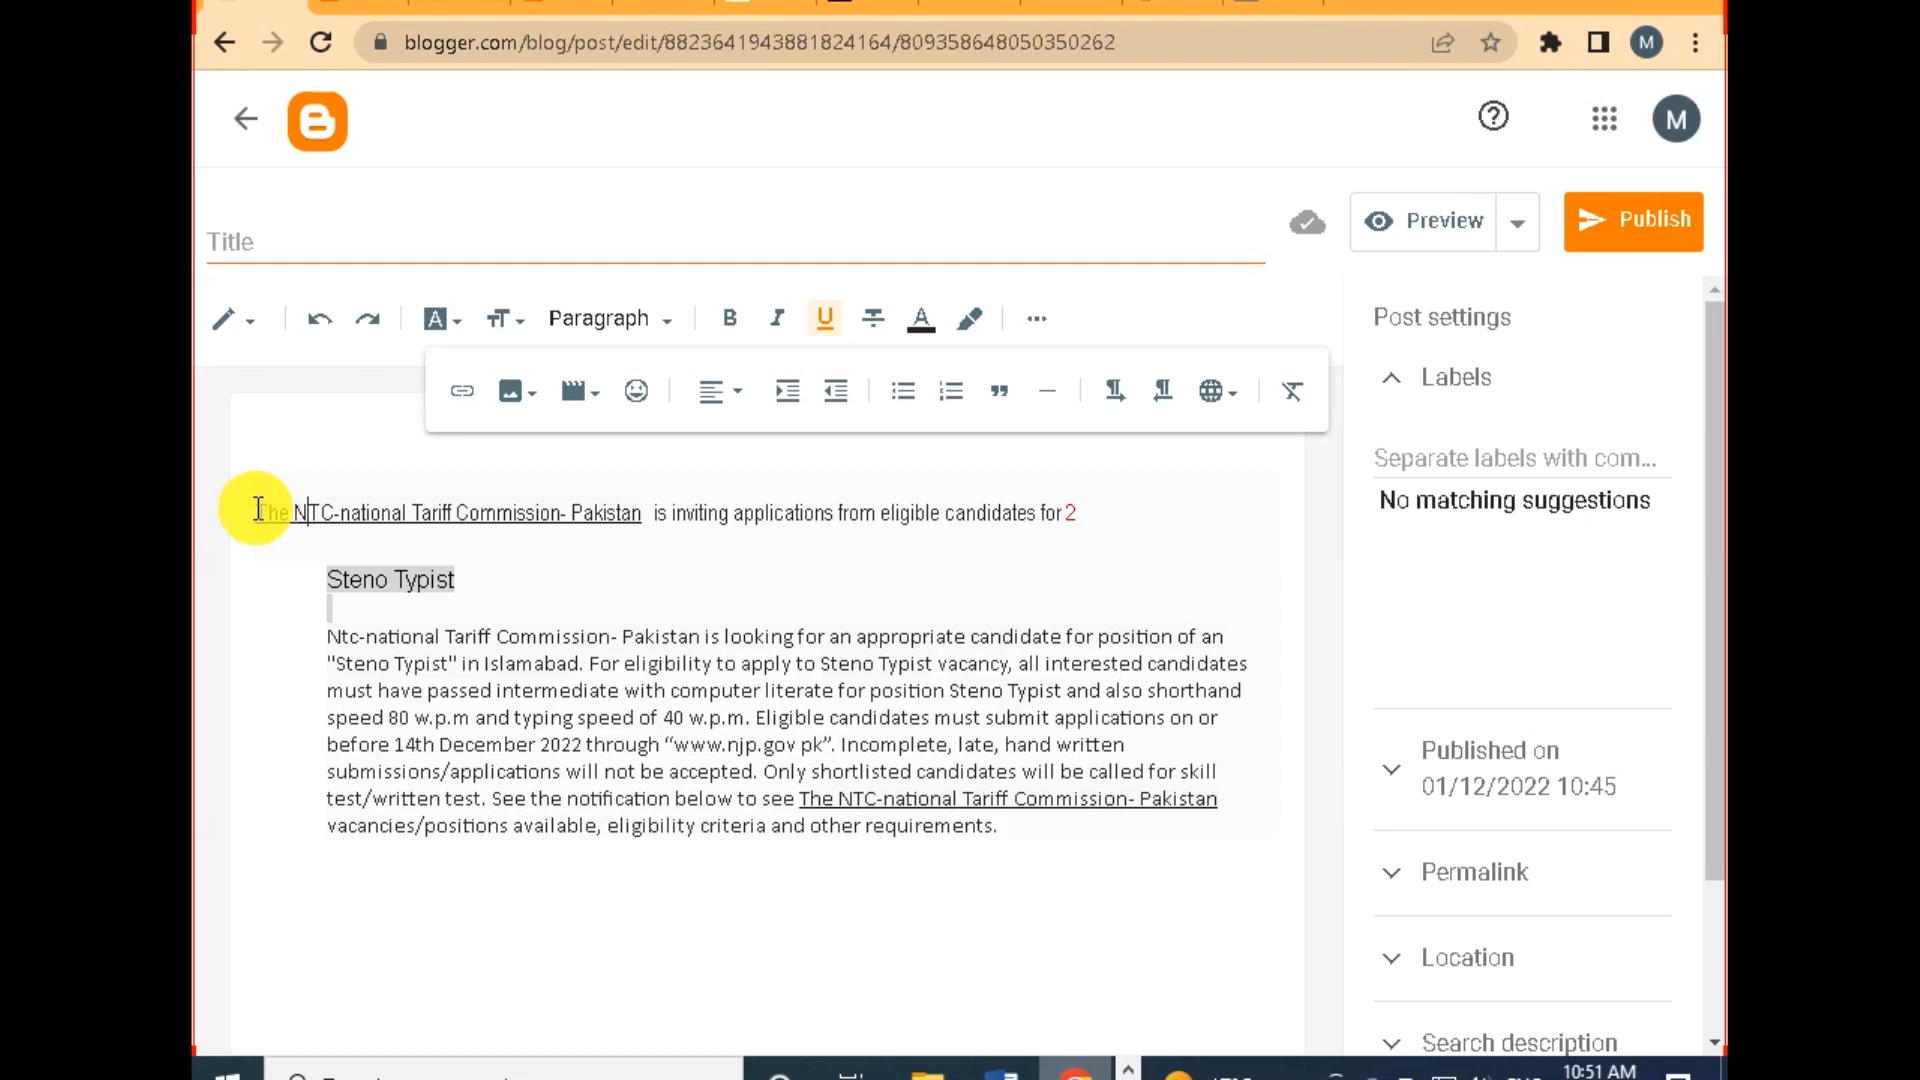 blogger.com/blog/post/edit/8823641943881824164/809358648050350262
M
M
Title
Preview
Publish
Paragraph
Post settings
Labels
Separate labels with com...
No matching suggestions
The NTC-national Tariff Commission- Pakistan is inviting applications from eligible candidates for 2
Steno Typist
Ntc-national Tariff Commission- Pakistan is looking for an appropriate candidate for position of an
"Steno Typist" in Islamabad. For eligibility to apply to Steno Typist vacancy, all interested candidates
must have passed intermediate with computer literate for position Steno Typist and also shorthand
speed 80 w.p.m and typing speed of 40 w.p.m. Eligible candidates must submit applications on or
before 14th December 2022 through “www.njp.gov pk”. Incomplete, late, hand written
submissions/applications will not be accepted. Only shortlisted candidates will be called for skill
test/written test. See the notification below to see The NTC-national Tariff Commission- Pakistan
vacancies/positions available, eligibility criteria and other requirements.
Published on
01/12/2022 10:45
Permalink
Location
Search description
10:51 AM